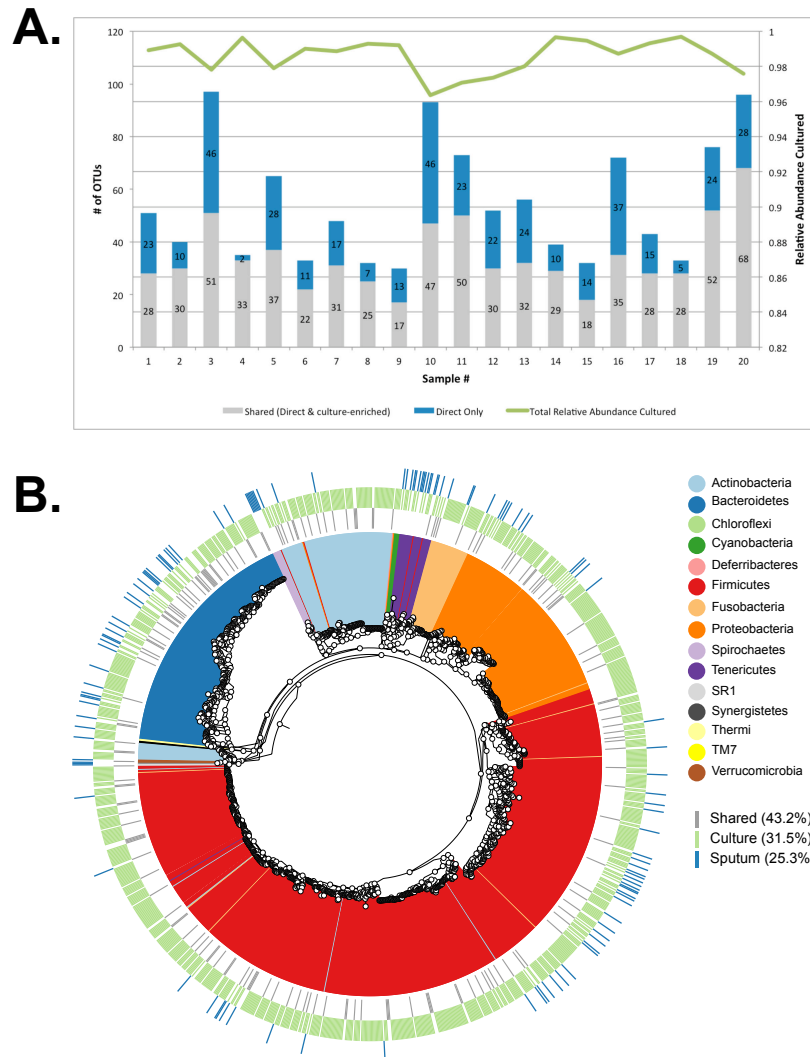 A.
120
100
80
60
40
20
0
# of OTUs
1
0.98
0.96
0.94
0.92
0.9
0.88
0.86
0.84
0.82
Relative Abundance Cultured
23 10 46 2 28 11 17 7 13 46 23 22 24 10 14 37 15 5 24 28
28 30 51 33 37 22 31 25 17 47 50 30 32 29 18 35 28 28 52 68
1 2 3 4 5 6 7 8 9 10 11 12 13 14 15 16 17 18 19 20
Sample #
Shared (Direct & culture-enriched) Direct Only Total Relative Abundance Cultured
B.
Actinobacteria
Bacteroidetes
Chloroflexi
Cyanobacteria
Deferribacteres
Firmicutes
Fusobacteria
Proteobacteria
Spirochaetes
Tenericutes
SR1
Synergistetes
Thermi
TM7
Verrucomicrobia
Shared (43.2%)
Culture (31.5%)
Sputum (25.3%